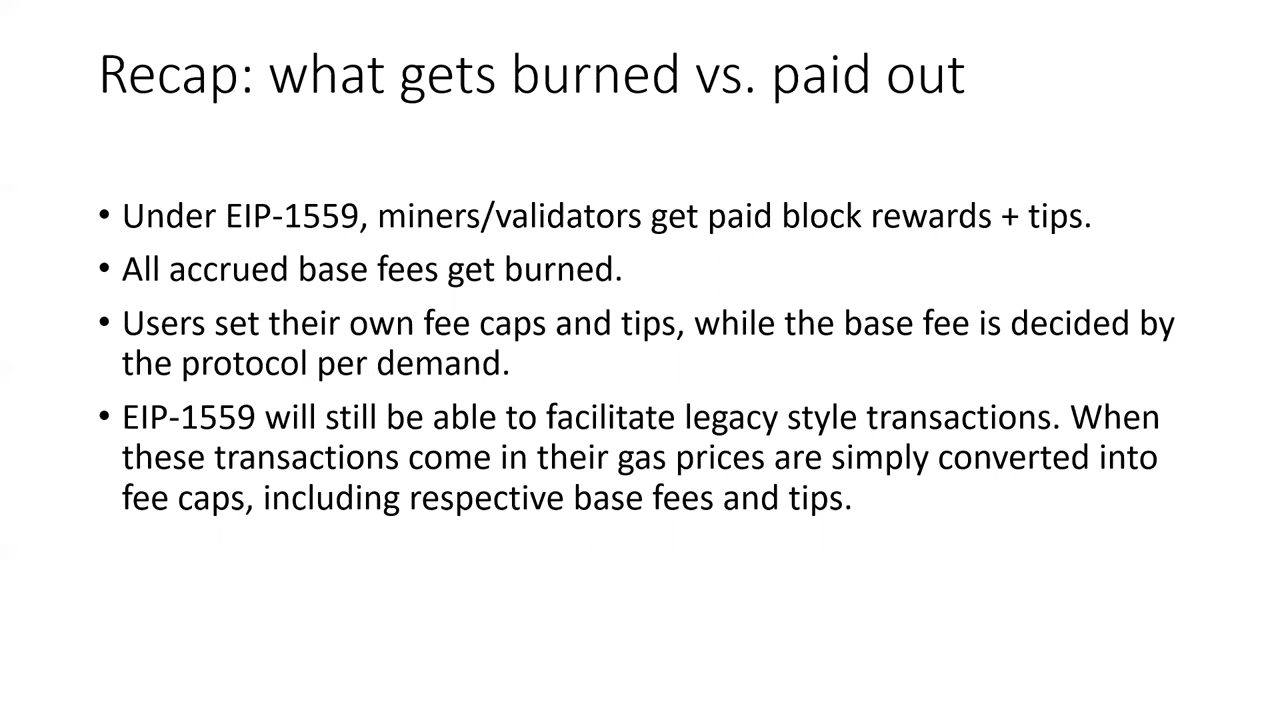 Recap: what gets burned vs. paid out
• Under EIP-1559, miners/validators get paid block rewards + tips.
• All accrued base fees get burned.
• Users set their own fee caps and tips, while the base fee is decided by
the protocol per demand.
• EIP-1559 will still be able to facilitate legacy style transactions. When
these transactions come in their gas prices are simply converted into
fee caps, including respective base fees and tips.